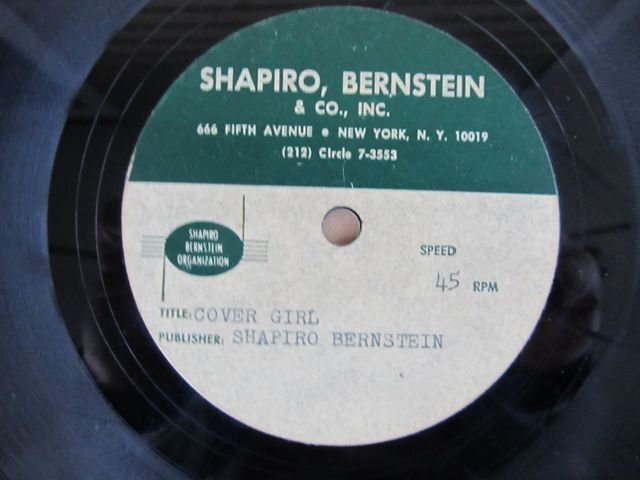 SHAPIRO, BERNSTEIN
& CO., INC.
666 FIFTH AVENUE • NEW YORK, N. Y. 10019
(212) CIrcle 7-3553
SHAPIRO
BERNSTEIN
ORGANIZATION
SPEED
45 RPM
TITLE: COVER GIRL
PUBLISHER: SHAPIRO BERNSTEIN